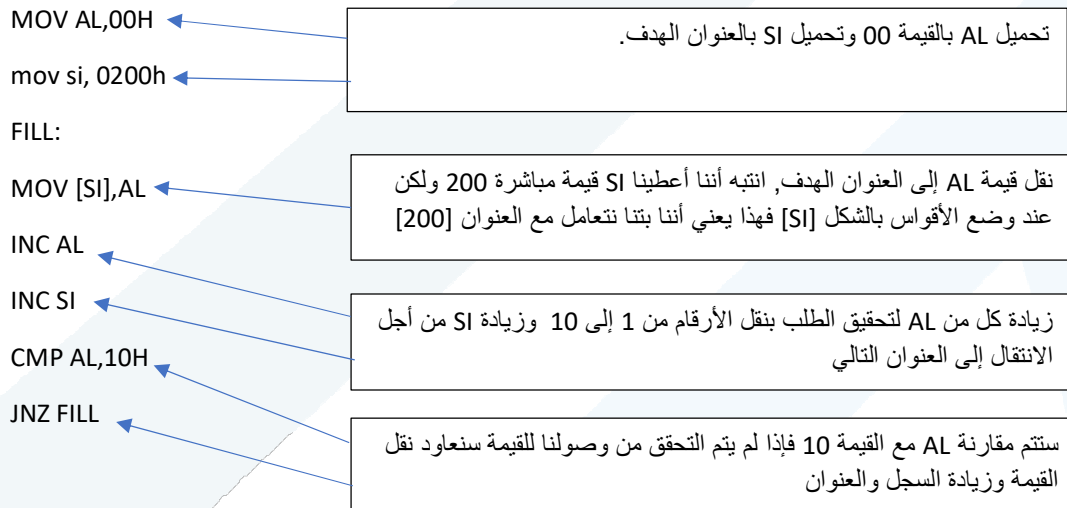 MOV AL,00H
mov si, 0200h
FILL:
MOV [SI],AL
INC AL
INC SI
CMP AL,10H
JNZ FILL
تحميل AL بالقيمة 00 وتحميل SI بالعنوان الهدف.
نقل قيمة AL إلى العنوان الهدف, انتبه أننا أعطينا SI قيمة مباشرة 200 ولكن
عند وضع الأقواس بالشكل [SI] فهذا يعني أننا بتنا نتعامل مع العنوان [200]
زيادة كل من AL لتحقيق الطلب بنقل الأرقام من 1 إلى 10 وزيادة SI من أجل
الانتقال إلى العنوان التالي
ستتم مقارنة AL مع القيمة 10 فإذا لم يتم التحقق من وصولنا للقيمة سنعاود نقل
القيمة وزيادة السجل والعنوان